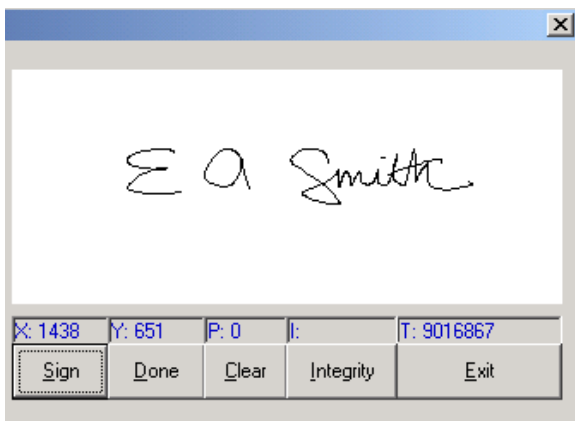 E A Smith
X: 1438 Y: 651 P: 0 I: T: 9016867
Sign Done Clear Integrity Exit